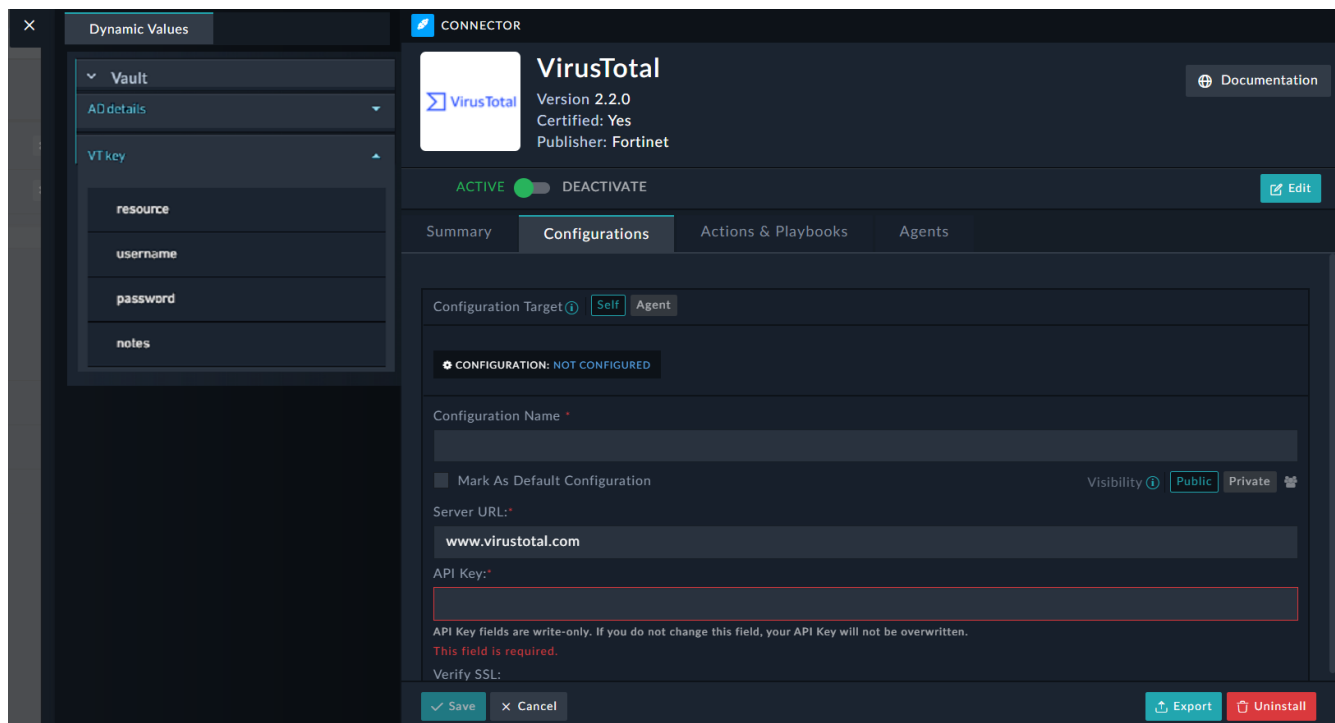 Dynamic Values
Vault
AD details
VT key
resource
username
password
notes
CONNECTOR
VirusTotal
VirusTotal
Version 2.2.0
Certified: Yes
Publisher: Fortinet
Documentation
ACTIVE DEACTIVATE
Edit
Summary Configurations Actions & Playbooks Agents
Configuration Target Self Agent
CONFIGURATION: NOT CONFIGURED
Configuration Name *
Mark As Default Configuration Visibility Public Private
Server URL:*
www.virustotal.com
API Key:*
API Key fields are write-only. If you do not change this field, your API Key will not be overwritten.
This field is required.
Verify SSL:
Save Cancel Export Uninstall